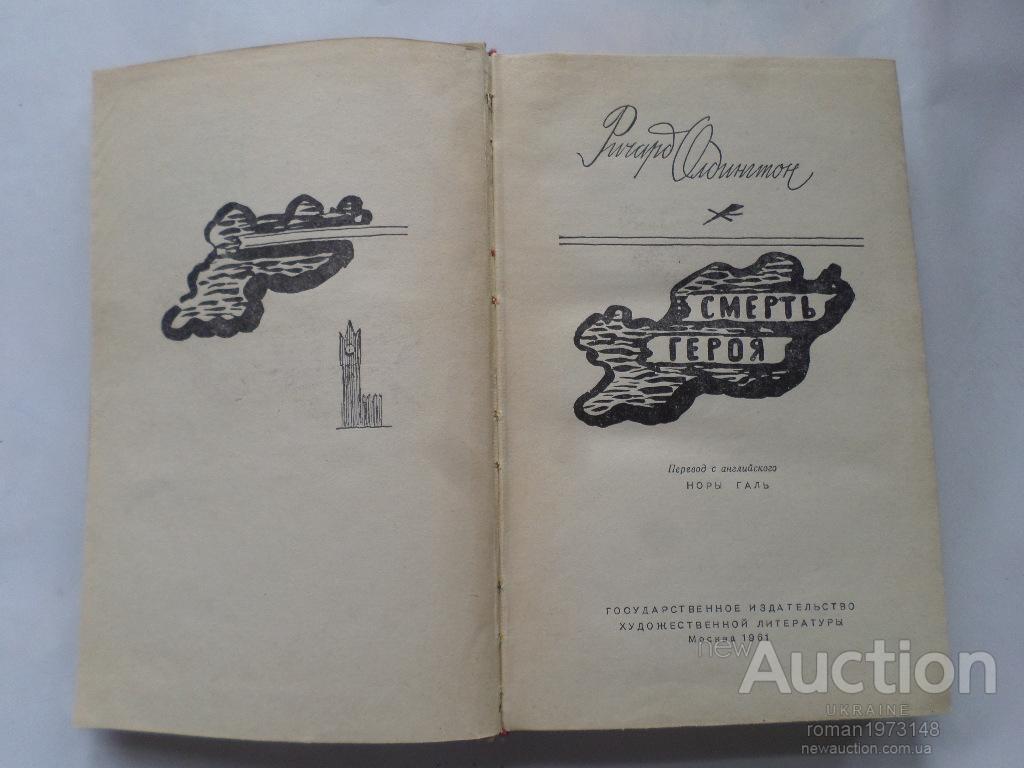 Ричард Олдингтон
СМЕРТЬ
ГЕРОЯ
Перевод с английского
НОРЫ ГАЛЬ
ГОСУДАРСТВЕННОЕ ИЗДАТЕЛЬСТВО
ХУДОЖЕСТВЕННОЙ ЛИТЕРАТУРЫ
Москва 1961
new Auction
UKRAINE
roman1973148
newauction.com.ua